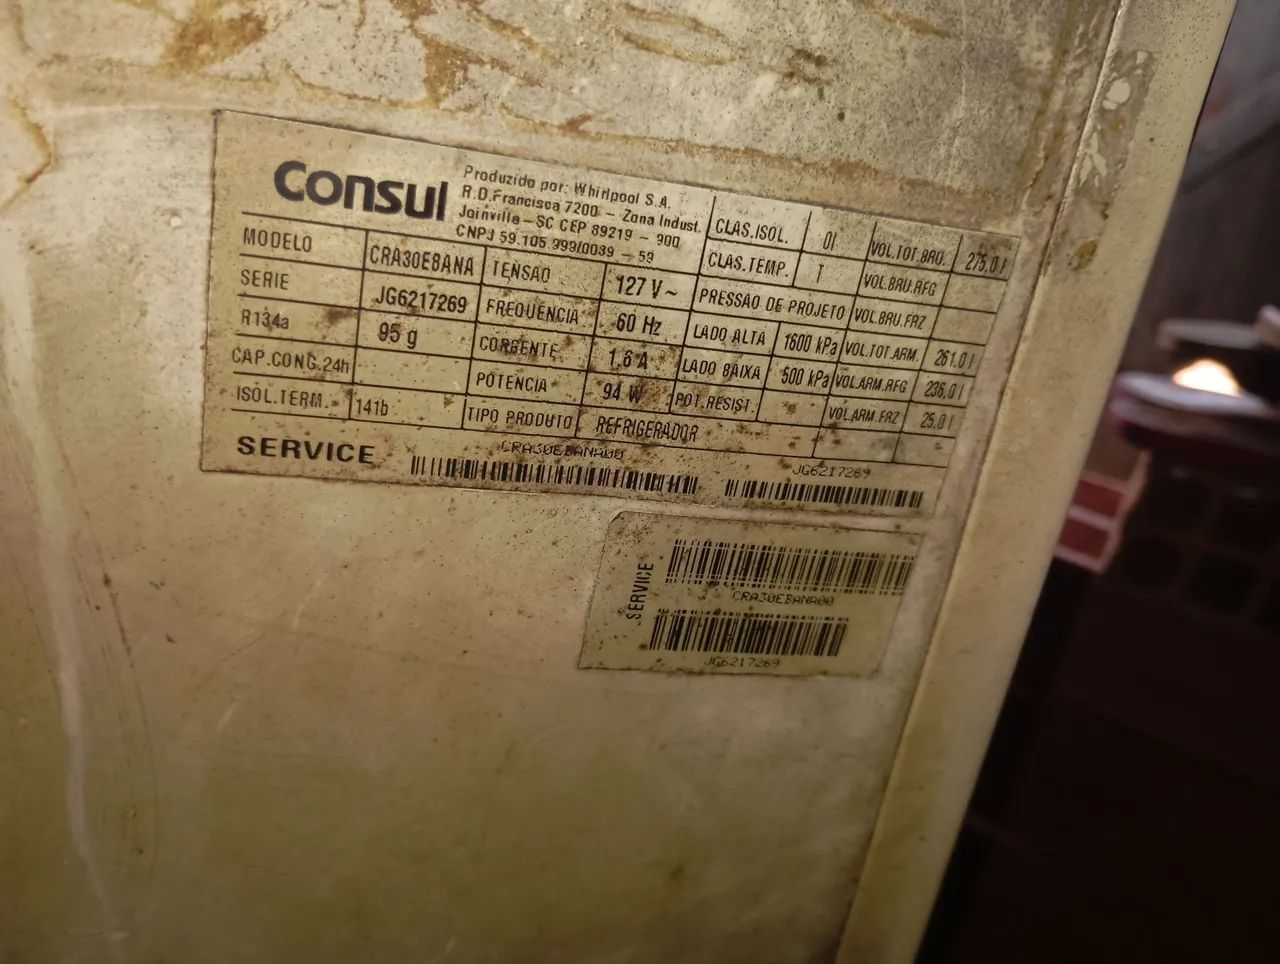 Consul
Produzido por: Whirlpool S.A.
R.D.Francisca 7200 - Zona Indust.
Joinville-SC CEP 89219 - 900
CNPJ 59.105.999/0039 - 59
MODELO CRA30EBANA
SERIE JG6217269
R134a 95 g
CAP.CONG.24h
ISOL.TERM. 141b
TENSAO 127 V~
FREQUENCIA 60 Hz
CORRENTE 1.6 A
POTENCIA 94 W
TIPO PRODUTO REFRIGERADOR
CLAS.ISOL. 01
CLAS.TEMP. T
PRESSAO DE PROJETO
LADO ALTA 1600 kPa
LADO BAIXA 500 kPa
POT.RESIST.
VOL.TOT.BRU. 275.0 l
VOL.BRU.RFG
VOL.BRU.FRZ
VOL.TOT.ARM. 261.0 l
VOL.ARM.RFG 236.0 l
VOL.ARM.FRZ 25.0 l
SERVICE
CRA30EBANA00
JG6217269
SERVICE
CRA30EBANA00
JG6217269